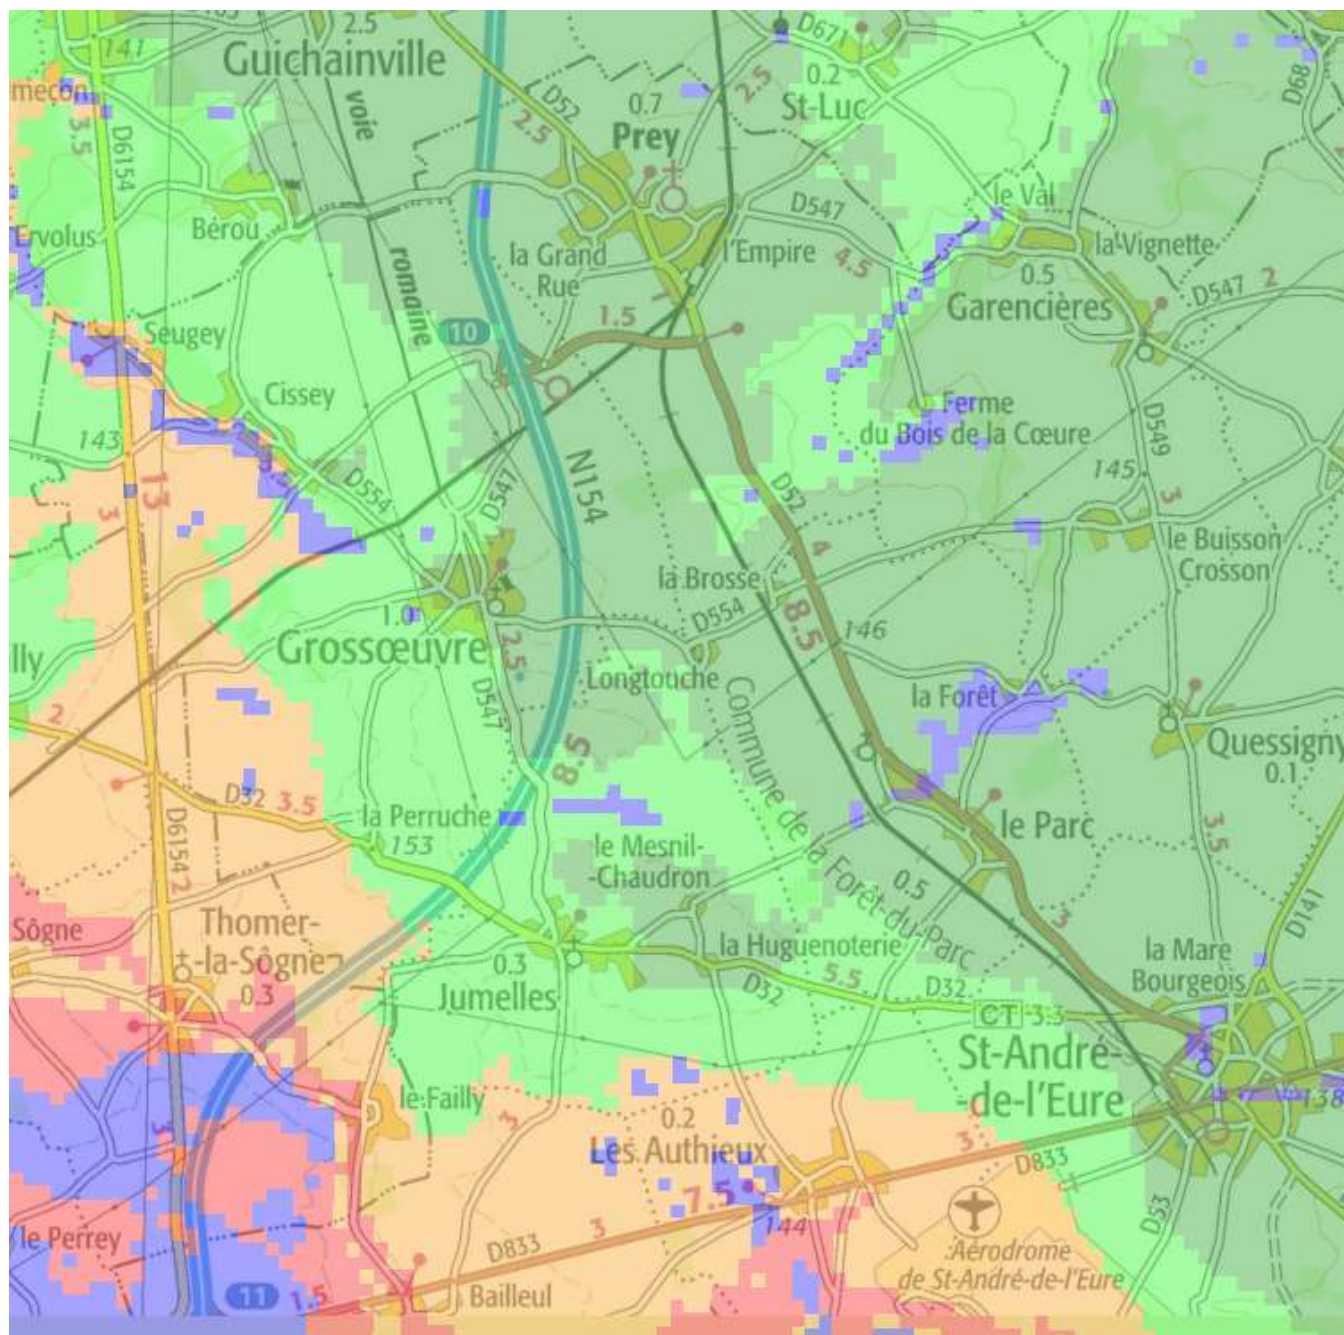 2.5
D671
141
Guichainville
0.2
D68
meçon
voie
D52
0.7
2.5
St-Luc
3.5
2.5
Prey
D6154
le Val
D547
Ervolus
Bérou
la Grand
Rue
l'Empire
la Vignette
4.5
0.5
romaine
D547
2
Garencières
1
10
1.5
Seugey
Cissey
Ferme
du Bois de la Cœure
143
D549
145
13
D554
D547
N154
D52
3
3
4
le Buisson
Crosson
la Brosse
D554
8.5
1.0
146
Grossœuvre
2.5
lly
Longtouche
la Forêt
D547
Commune de la Forêt-du-Parc
2
Quessigny
0.1
8.5
D32
3.5
la Perruche
153
le Parc
3.5
D6154
le Mesnil-
-Chaudron
0.5
2
D141
Sôgne
Thomer-
-la-Sôgne
3
la Huguenoterie
la Mare
Bourgeois
0.3
0.3
5.5
Jumelles
D32
D32
CT
3.3
St-André-
-de-l'Eure
138
le Failly
3
0.2
3
Les Authieux
3
D833
7.5
D53
144
3
le Perrey
D833
Aérodrome
de St-André-de-l'Eure
11
1.5
Bailleul